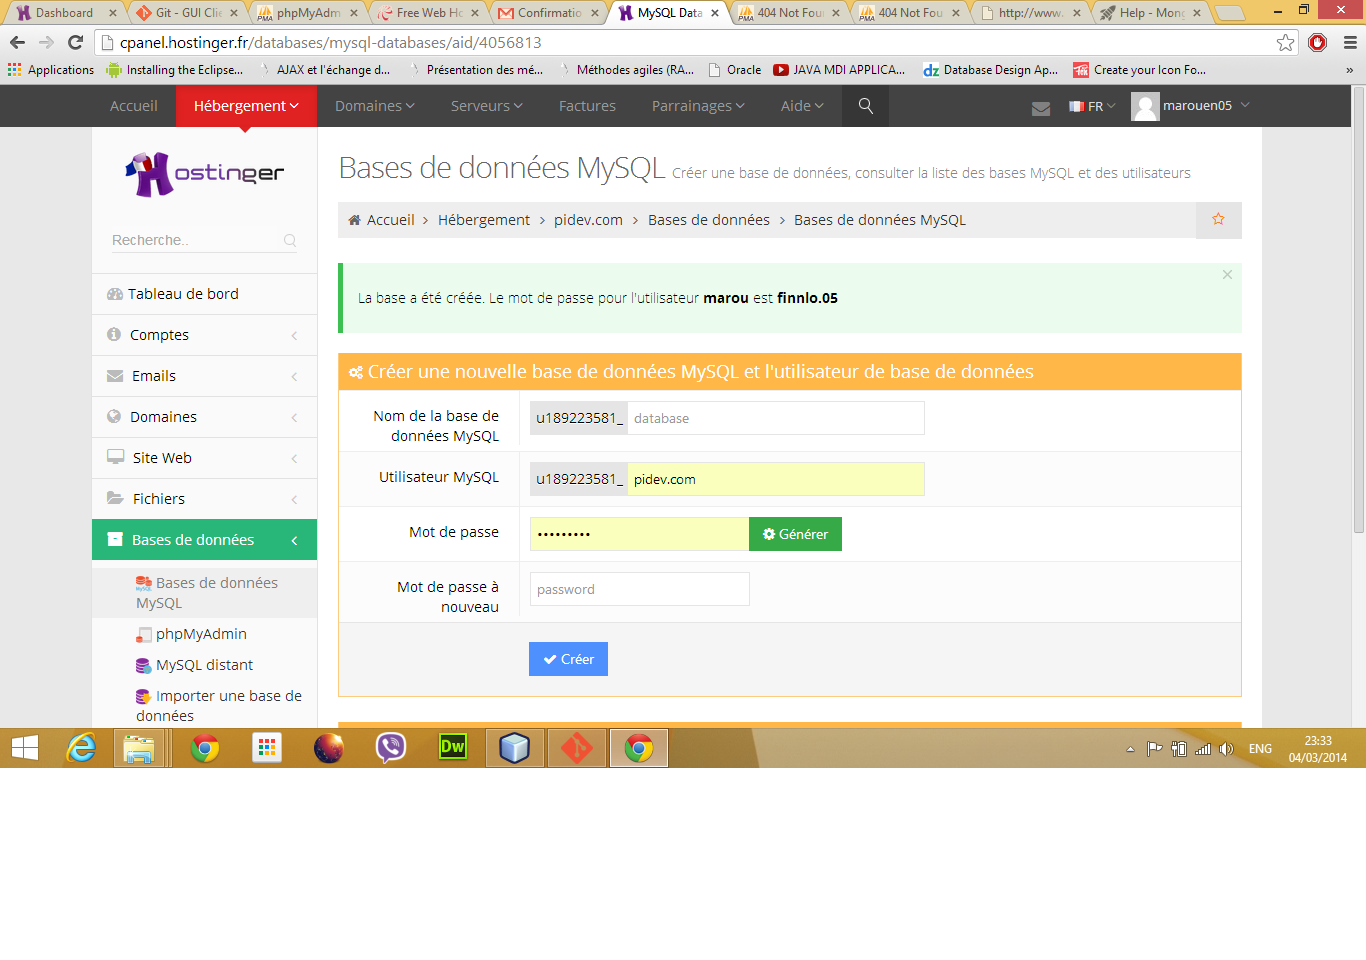 Dashboard
Git - GUI Clie
phpMyAdm
Free Web Ho
Confirmatio
MySQL Data
404 Not Foun
404 Not Fou
http://www.
Help - Mong
cpanel.hostinger.fr/databases/mysql-databases/aid/4056813
Applications
Installing the Eclipse...
AJAX et l'échange d...
Présentation des mé...
Méthodes agiles (RA...
Oracle
JAVA MDI APPLICA...
Database Design Ap...
Create your Icon Fo...
»
Accueil
Hébergement
Domaines
Serveurs
Factures
Parrainages
Aide
FR
marouen05
Hostinger
Recherche..
Tableau de bord
Comptes
Emails
Domaines
Site Web
Fichiers
Bases de données
Bases de données
MySQL
phpMyAdmin
MySQL distant
Importer une base de
données
Bases de données MySQL Créer une base de données, consulter la liste des bases MySQL et des utilisateurs
Accueil > Hébergement > pidev.com > Bases de données > Bases de données MySQL
La base a été créée. Le mot de passe pour l'utilisateur marou est finnlo.05
Créer une nouvelle base de données MySQL et l'utilisateur de base de données
Nom de la base de
données MySQL
u189223581_ database
Utilisateur MySQL
u189223581_ pidev.com
Mot de passe
•••••••••
Générer
Mot de passe à
nouveau
password
Créer
Dw
ENG
23:33
04/03/2014